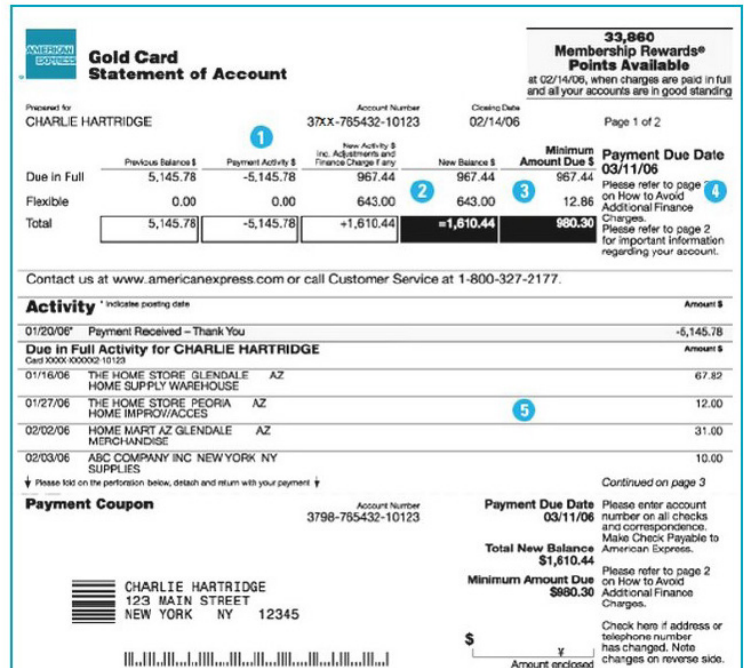 AMERICAN EXPRESS
Gold Card
Statement of Account
33,860
Membership Rewards®
Points Available
at 02/14/06, when charges are paid in full
and all your accounts are in good standing
Prepared for
CHARLIE HARTRIDGE
Account Number
37XX-765432-10123
Closing Date
02/14/06
Page 1 of 2
1
Previous Balance $ Payment Activity $ New Activity $ Inc. Adjustments and Finance Charge if any New Balance $ Minimum Amount Due $
Due in Full 5,145.78 -5,145.78 967.44 967.44 967.44
2 3
Flexible 0.00 0.00 643.00 643.00 12.86
Total 5,145.78 -5,145.78 +1,610.44 =1,610.44 980.30
Payment Due Date
03/11/06
Please refer to page
4
on How to Avoid
Additional Finance
Charges.
Please refer to page 2
for important information
regarding your account.
Contact us at www.americanexpress.com or call Customer Service at 1-800-327-2177.
Activity * Indicates posting date Amount $
01/20/06* Payment Received – Thank You -5,145.78
Due in Full Activity for CHARLIE HARTRIDGE Amount $
Card XXXX-XXXXX2-10123
01/16/06 THE HOME STORE GLENDALE AZ 67.82
HOME SUPPLY WAREHOUSE
01/27/06 THE HOME STORE PEORIA AZ 12.00
HOME IMPROV/ACCES
5
02/02/06 HOME MART AZ GLENDALE AZ 31.00
MERCHANDISE
02/03/06 ABC COMPANY INC NEW YORK NY 10.00
SUPPLIES
Please fold on the perforation below, detach and return with your payment
Continued on page 3
Payment Coupon
Account Number
3798-765432-10123
Payment Due Date
03/11/06
Total New Balance
$1,610.44
Minimum Amount Due
$980.30
Please enter account
number on all checks
and correspondence.
Make Check Payable to
American Express.
Please refer to page 2
on How to Avoid
Additional Finance
Charges.
CHARLIE HARTRIDGE
123 MAIN STREET
NEW YORK NY 12345
$
Amount enclosed
Check here if address or
telephone number
has changed. Note
changes on reverse side.